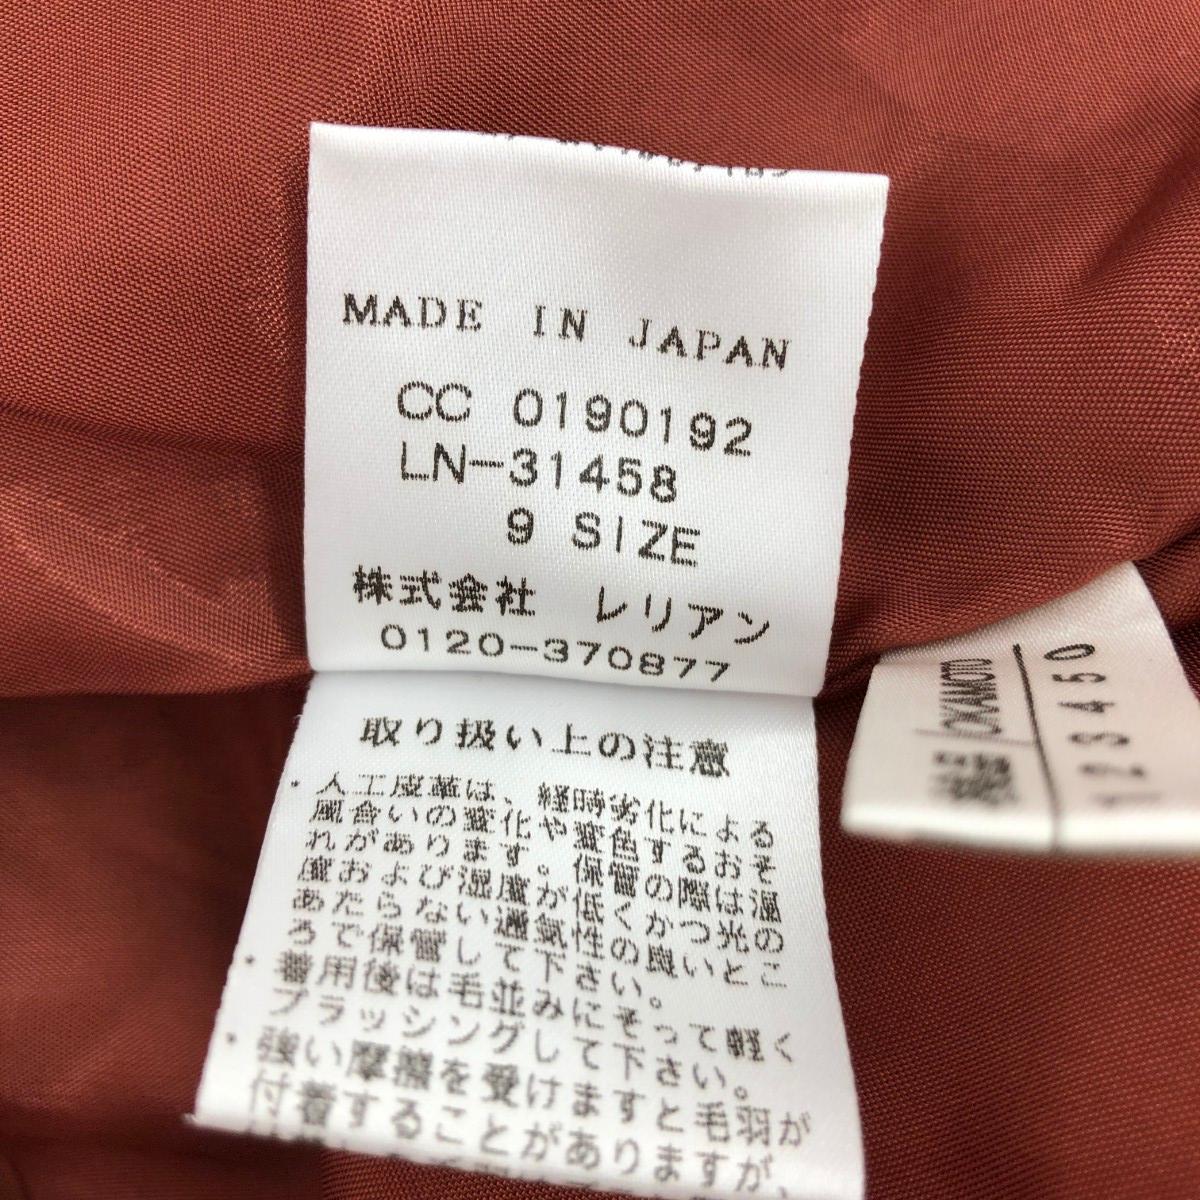 MADE IN JAPAN
CC 0190192
LN-31458
9 SIZE
株式会社 レリアン
0120-370877
取り扱い上の注意
・人工皮革は、経時劣化による
風合いの変化や変色するおそ
れがあります。保管の際は温
度および湿度が低くかつ光の
あたらない通気性の良いとこ
ろで保管して下さい。
・着用後は毛並みにそって軽く
ブラッシングして下さい。
・強い摩擦を受けますと毛羽が
付着することがありますが、
OKAMOTO
123450